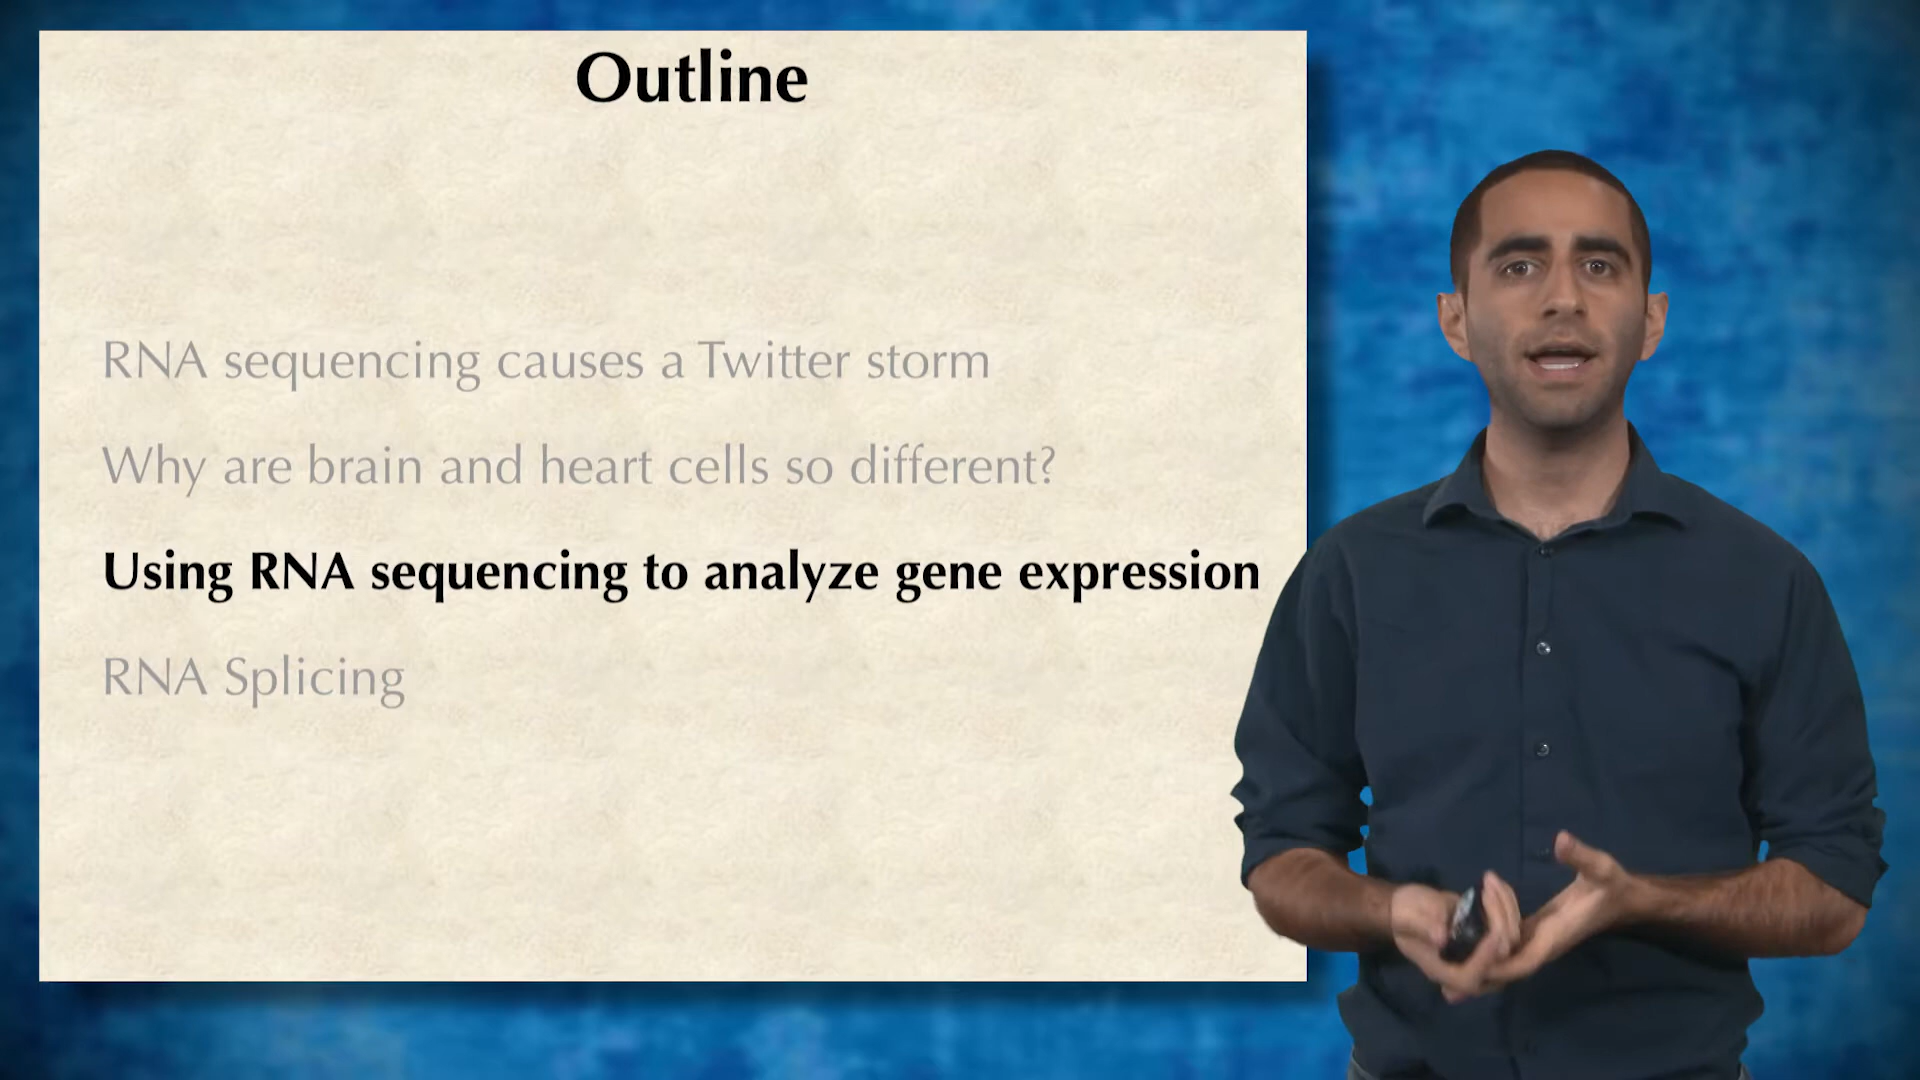 Outline
RNA sequencing causes a Twitter storm
Why are brain and heart cells so different?
Using RNA sequencing to analyze gene expression
RNA Splicing